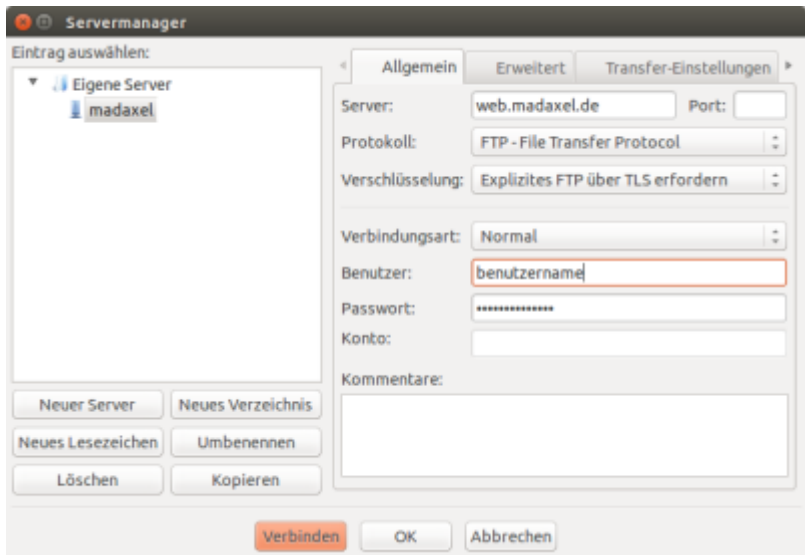 Servermanager
Eintrag auswählen:
Eigene Server
madaxel
Neuer Server Neues Verzeichnis
Neues Lesezeichen Umbenennen
Löschen Kopieren
Allgemein Erweitert Transfer-Einstellungen
Server: web.madaxel.de Port:
Protokoll: FTP - File Transfer Protocol
Verschlüsselung: Explizites FTP über TLS erfordern
Verbindungsart: Normal
Benutzer: benutzername
Passwort: ••••••••••••••
Konto:
Kommentare:
Verbinden OK Abbrechen